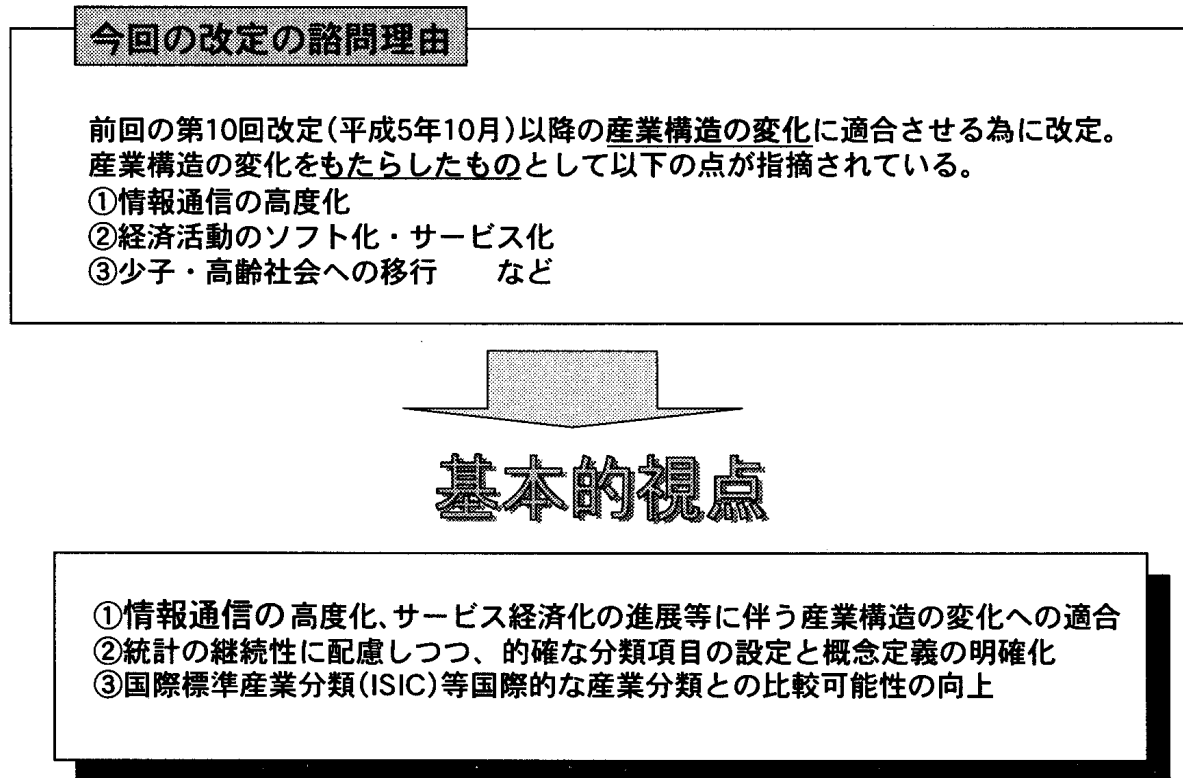 今回の改定の諮問理由
前回の第10回改定(平成5年10月)以降の産業構造の変化に適合させる為に改定。
産業構造の変化をもたらしたものとして以下の点が指摘されている。
①情報通信の高度化
②経済活動のソフト化・サービス化
③少子・高齢社会への移行　　など
基本的視点
①情報通信の高度化、サービス経済化の進展等に伴う産業構造の変化への適合
②統計の継続性に配慮しつつ、的確な分類項目の設定と概念定義の明確化
③国際標準産業分類(ISIC)等国際的な産業分類との比較可能性の向上